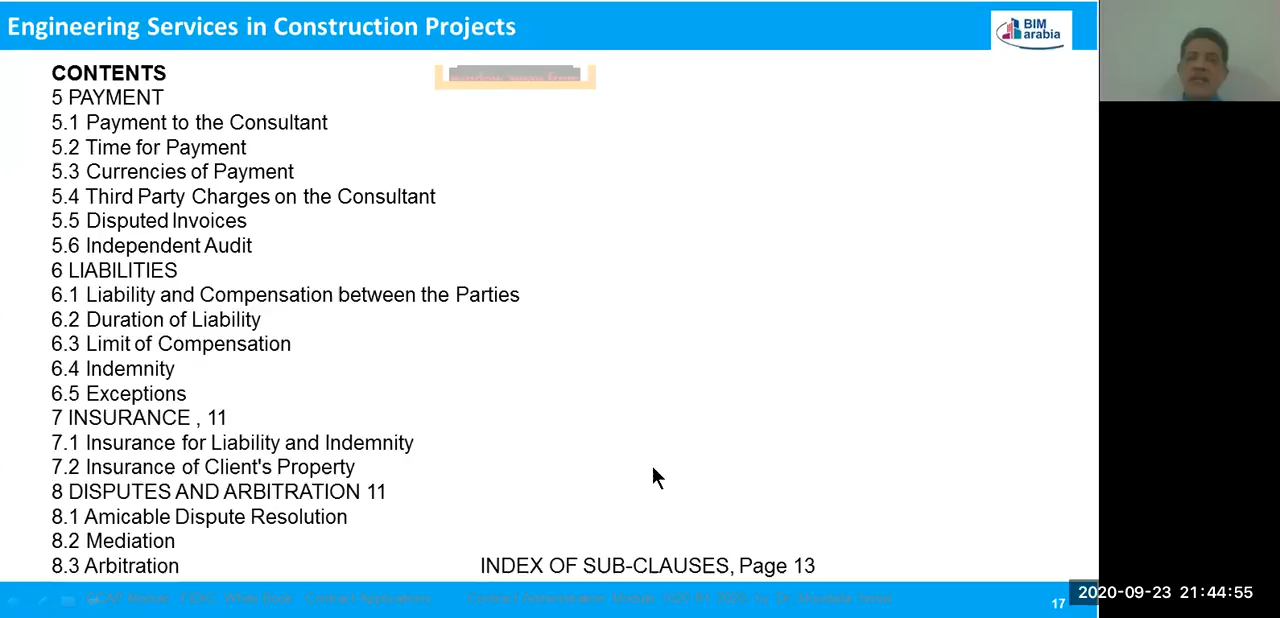 Engineering Services in Construction Projects
BIM
arabia
CONTENTS
5 PAYMENT
5.1 Payment to the Consultant
5.2 Time for Payment
5.3 Currencies of Payment
5.4 Third Party Charges on the Consultant
5.5 Disputed Invoices
5.6 Independent Audit
6 LIABILITIES
6.1 Liability and Compensation between the Parties
6.2 Duration of Liability
6.3 Limit of Compensation
6.4 Indemnity
6.5 Exceptions
7 INSURANCE , 11
7.1 Insurance for Liability and Indemnity
7.2 Insurance of Client's Property
8 DISPUTES AND ARBITRATION 11
8.1 Amicable Dispute Resolution
8.2 Mediation
8.3 Arbitration
INDEX OF SUB-CLAUSES, Page 13
17
2020-09-23 21:44:55